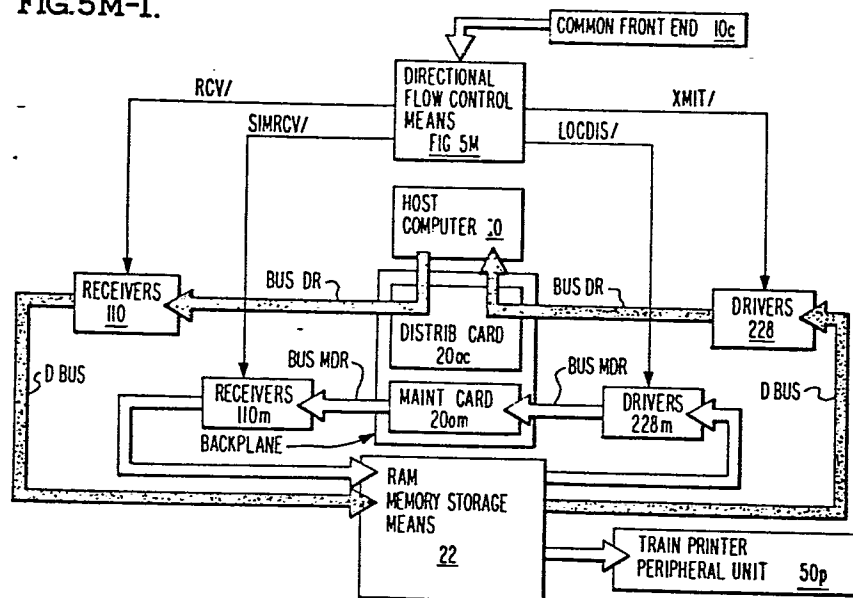 FIG.5M-1.
COMMON FRONT END 10c
DIRECTIONAL
FLOW CONTROL
MEANS
FIG 5M
RCV/
XMIT/
SIMRCV/
LOCDIS/
HOST
COMPUTER 10
RECEIVERS
110
BUS DR
BUS DR
DRIVERS
228
DISTRIB CARD
20oc
D BUS
BUS MDR
BUS MDR
D BUS
RECEIVERS
110m
MAINT CARD
20om
DRIVERS
228m
BACKPLANE
RAM
MEMORY STORAGE
MEANS
22
TRAIN PRINTER
PERIPHERAL UNIT 50p